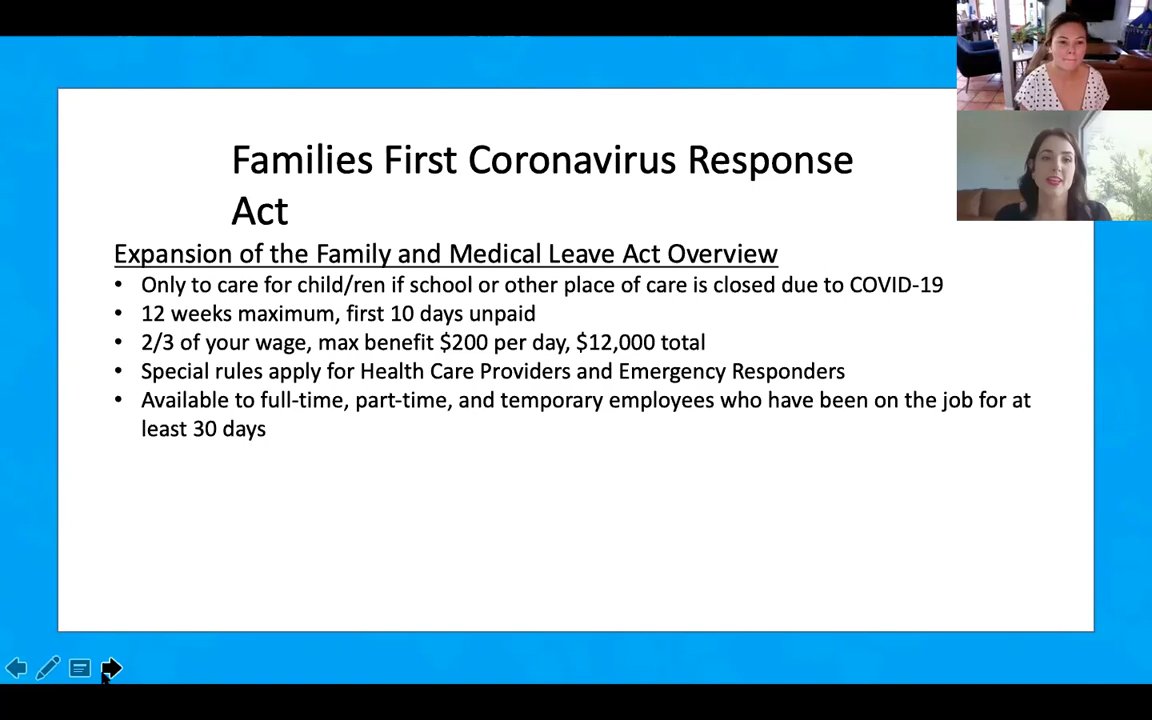 Families First Coronavirus Response
Act
Expansion of the Family and Medical Leave Act Overview
• Only to care for child/ren if school or other place of care is closed due to COVID-19
• 12 weeks maximum, first 10 days unpaid
• 2/3 of your wage, max benefit $200 per day, $12,000 total
• Special rules apply for Health Care Providers and Emergency Responders
• Available to full-time, part-time, and temporary employees who have been on the job for at
least 30 days